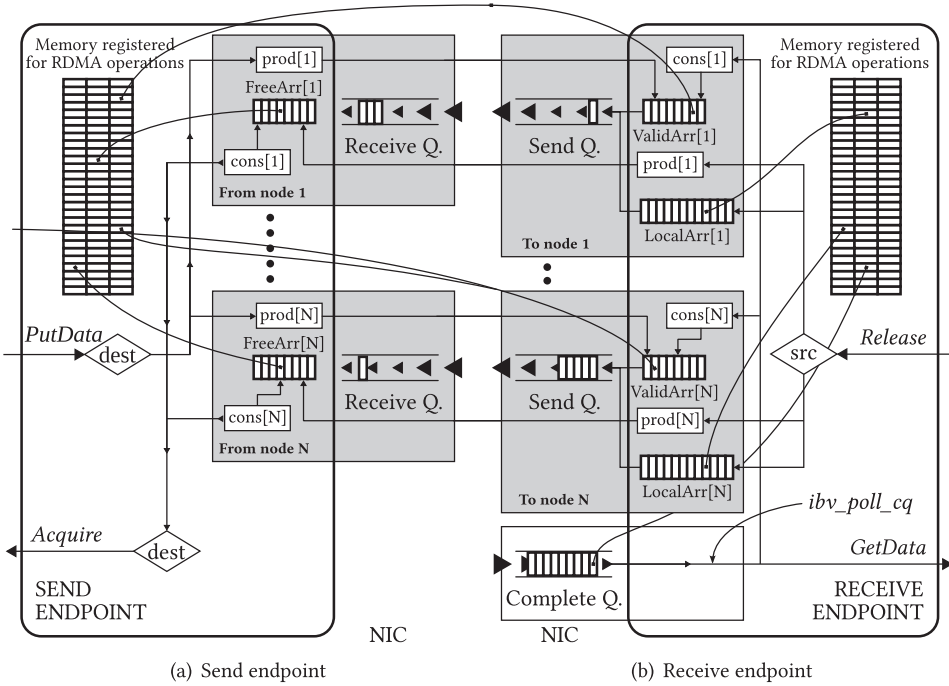 Memory registered
for RDMA operations
prod[1]
FreeArr[1]
cons[1]
From node 1
Receive Q.
Send Q.
To node 1
cons[1]
ValidArr[1]
prod[1]
LocalArr[1]
Memory registered
for RDMA operations
PutData
dest
prod[N]
FreeArr[N]
cons[N]
From node N
Receive Q.
Send Q.
To node N
cons[N]
ValidArr[N]
prod[N]
LocalArr[N]
src
Release
Acquire
dest
SEND
ENDPOINT
NIC
Complete Q.
NIC
ibv_poll_cq
GetData
RECEIVE
ENDPOINT
(a) Send endpoint
(b) Receive endpoint